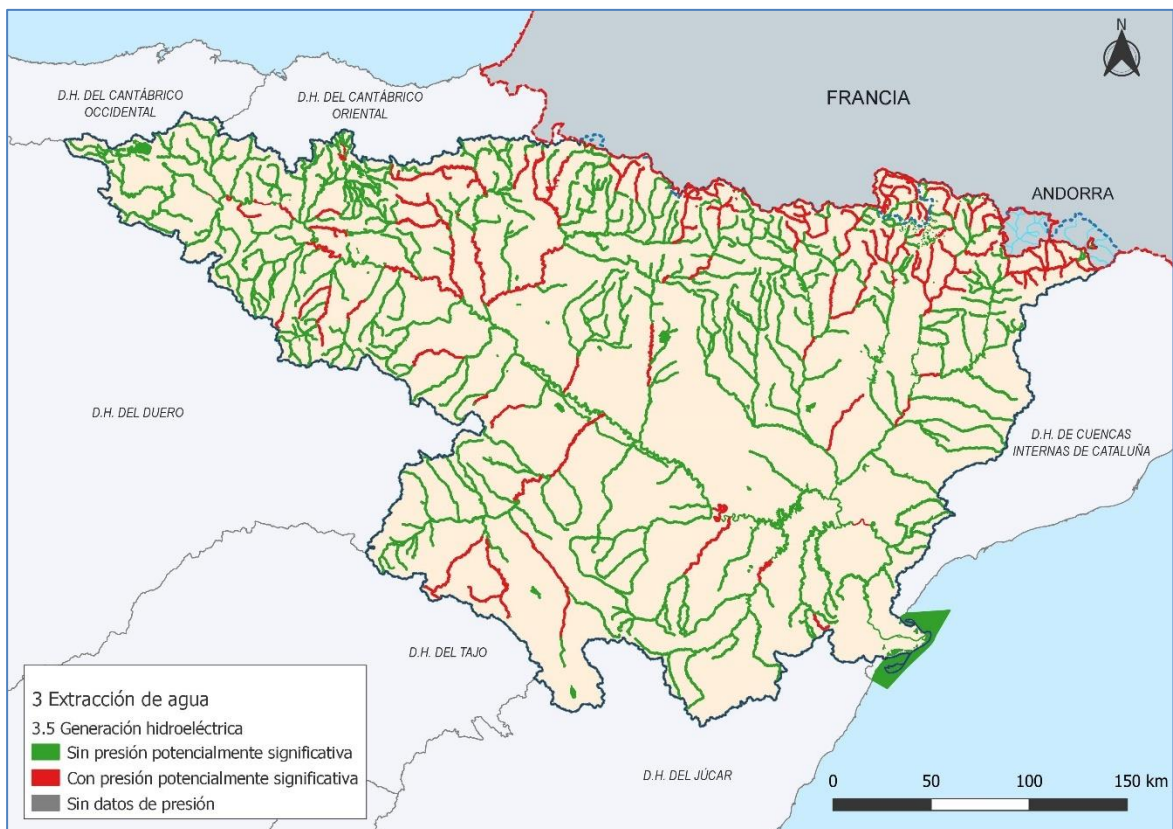 N
D.H. DEL CANTÁBRICO
OCCIDENTAL
D.H. DEL CANTÁBRICO
ORIENTAL
FRANCIA
ANDORRA
D.H. DEL DUERO
D.H. DE CUENCAS
INTERNAS DE CATALUÑA
D.H. DEL TAJO
D.H. DEL JÚCAR
3 Extracción de agua
3.5 Generación hidroeléctrica
Sin presión potencialmente significativa
Con presión potencialmente significativa
Sin datos de presión
0 50 100 150 km